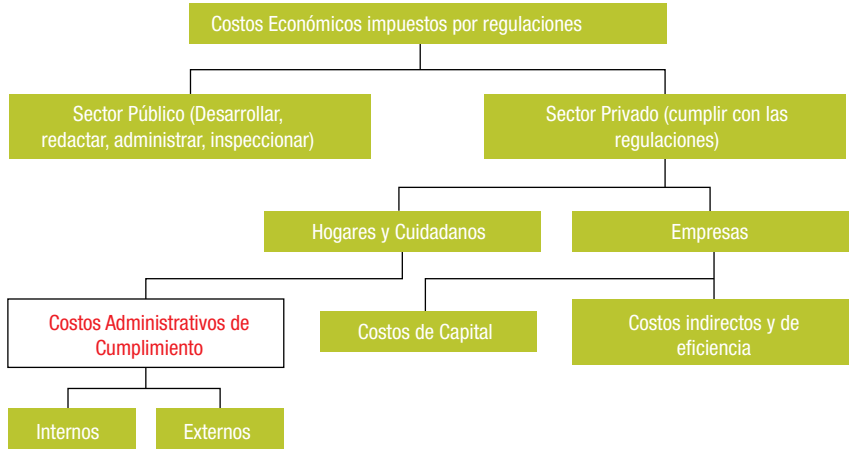 Costos Económicos impuestos por regulaciones
Sector Público (Desarrollar,
redactar, administrar, inspeccionar)
Sector Privado (cumplir con las
regulaciones)
Hogares y Cuidadanos
Empresas
Costos Administrativos de
Cumplimiento
Costos de Capital
Costos indirectos y de
eficiencia
Internos
Externos